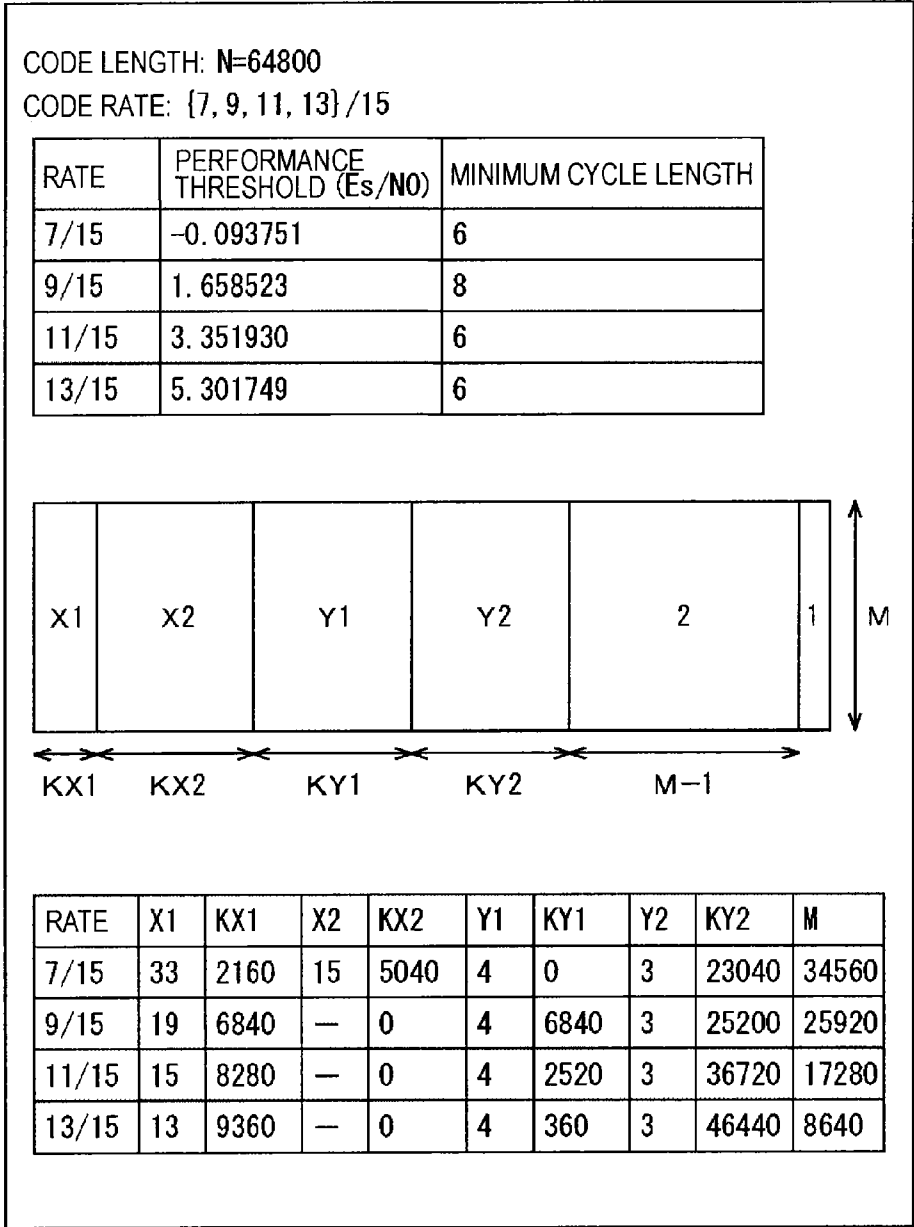 CODE LENGTH: N=64800
CODE RATE: {7, 9, 11, 13}/15
RATE PERFORMANCE THRESHOLD (Es/N0) MINIMUM CYCLE LENGTH
7/15 -0.093751 6
9/15 1.658523 8
11/15 3.351930 6
13/15 5.301749 6
X1 X2 Y1 Y2 2 1 M
KX1 KX2 KY1 KY2 M-1
RATE X1 KX1 X2 KX2 Y1 KY1 Y2 KY2 M
7/15 33 2160 15 5040 4 0 3 23040 34560
9/15 19 6840 — 0 4 6840 3 25200 25920
11/15 15 8280 — 0 4 2520 3 36720 17280
13/15 13 9360 — 0 4 360 3 46440 8640